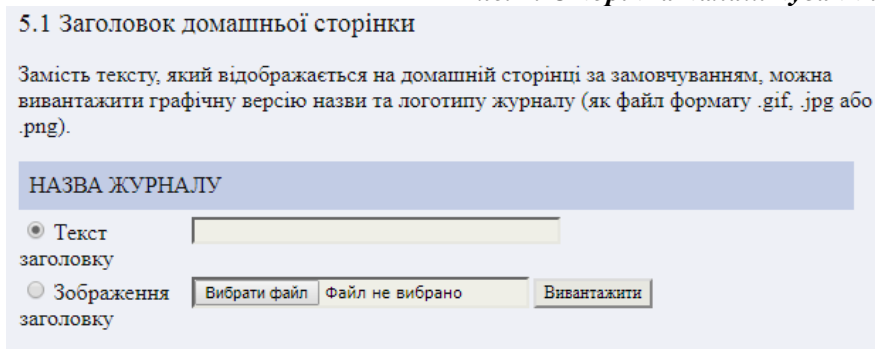 5.1 Заголовок домашньої сторінки
Замість тексту, який відображається на домашній сторінці за замовчуванням, можна
вивантажити графічну версію назви та логотипу журналу (як файл формату .gif, .jpg або
.png).
НАЗВА ЖУРНАЛУ
Текст
заголовку
Зображення Вибрати файл Файл не вибрано Вивантажити
заголовку